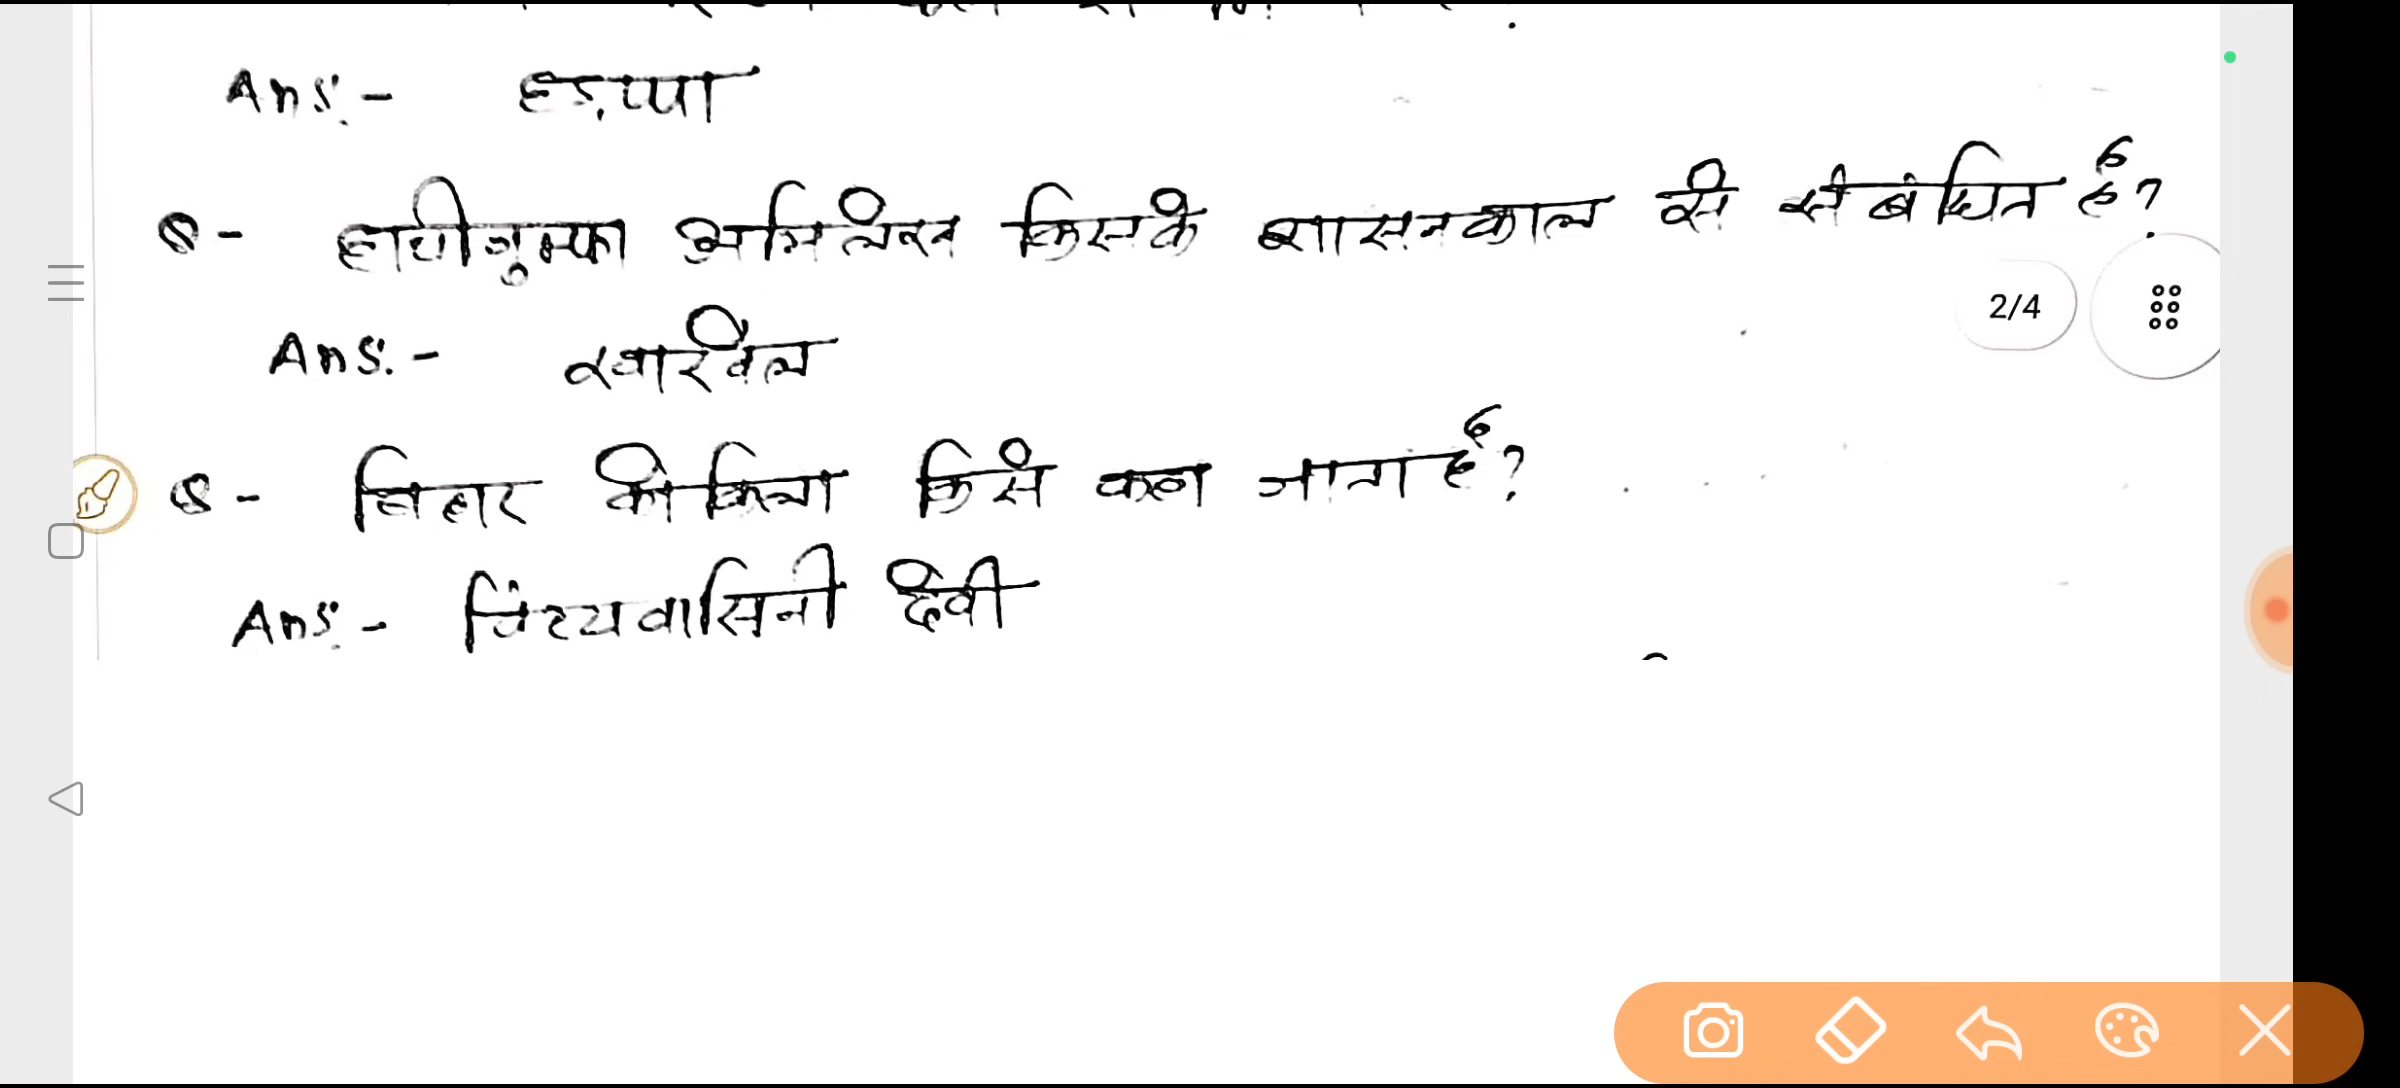 Ans:- हड़प्पा
Q- हाथीगुम्फा अभिलेख किसके शासनकाल से संबंधित है?
2/4
Ans.- खारवेल
Q- बिहार कोकिला किसे कहा जाता है?
Ans:- विंध्यवासिनी देवी